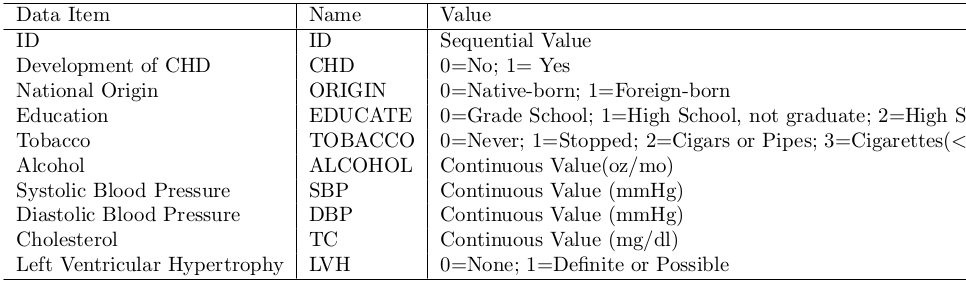 Data Item Name Value
ID ID Sequential Value
Development of CHD CHD 0=No; 1= Yes
National Origin ORIGIN 0=Native-born; 1=Foreign-born
Education EDUCATE 0=Grade School; 1=High School, not graduate; 2=High S
Tobacco TOBACCO 0=Never; 1=Stopped; 2=Cigars or Pipes; 3=Cigarettes(<
Alcohol ALCOHOL Continuous Value(oz/mo)
Systolic Blood Pressure SBP Continuous Value (mmHg)
Diastolic Blood Pressure DBP Continuous Value (mmHg)
Cholesterol TC Continuous Value (mg/dl)
Left Ventricular Hypertrophy LVH 0=None; 1=Definite or Possible